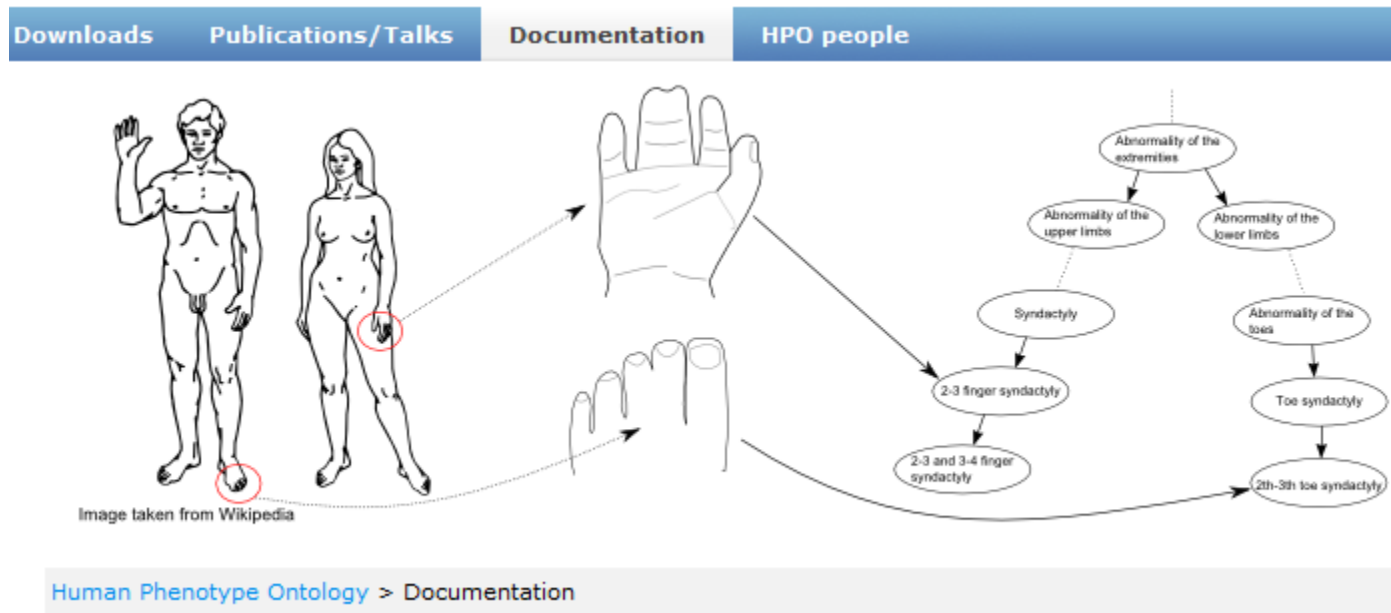 Downloads Publications/Talks Documentation HPO people
Abnormality of the
extremities
Abnormality of the
upper limbs
Abnormality of the
lower limbs
Syndactyly
Abnormality of the
toes
2-3 finger syndactyly
Toe syndactyly
2-3 and 3-4 finger
syndactyly
2th-3th toe syndactyly
Image taken from Wikipedia
Human Phenotype Ontology > Documentation